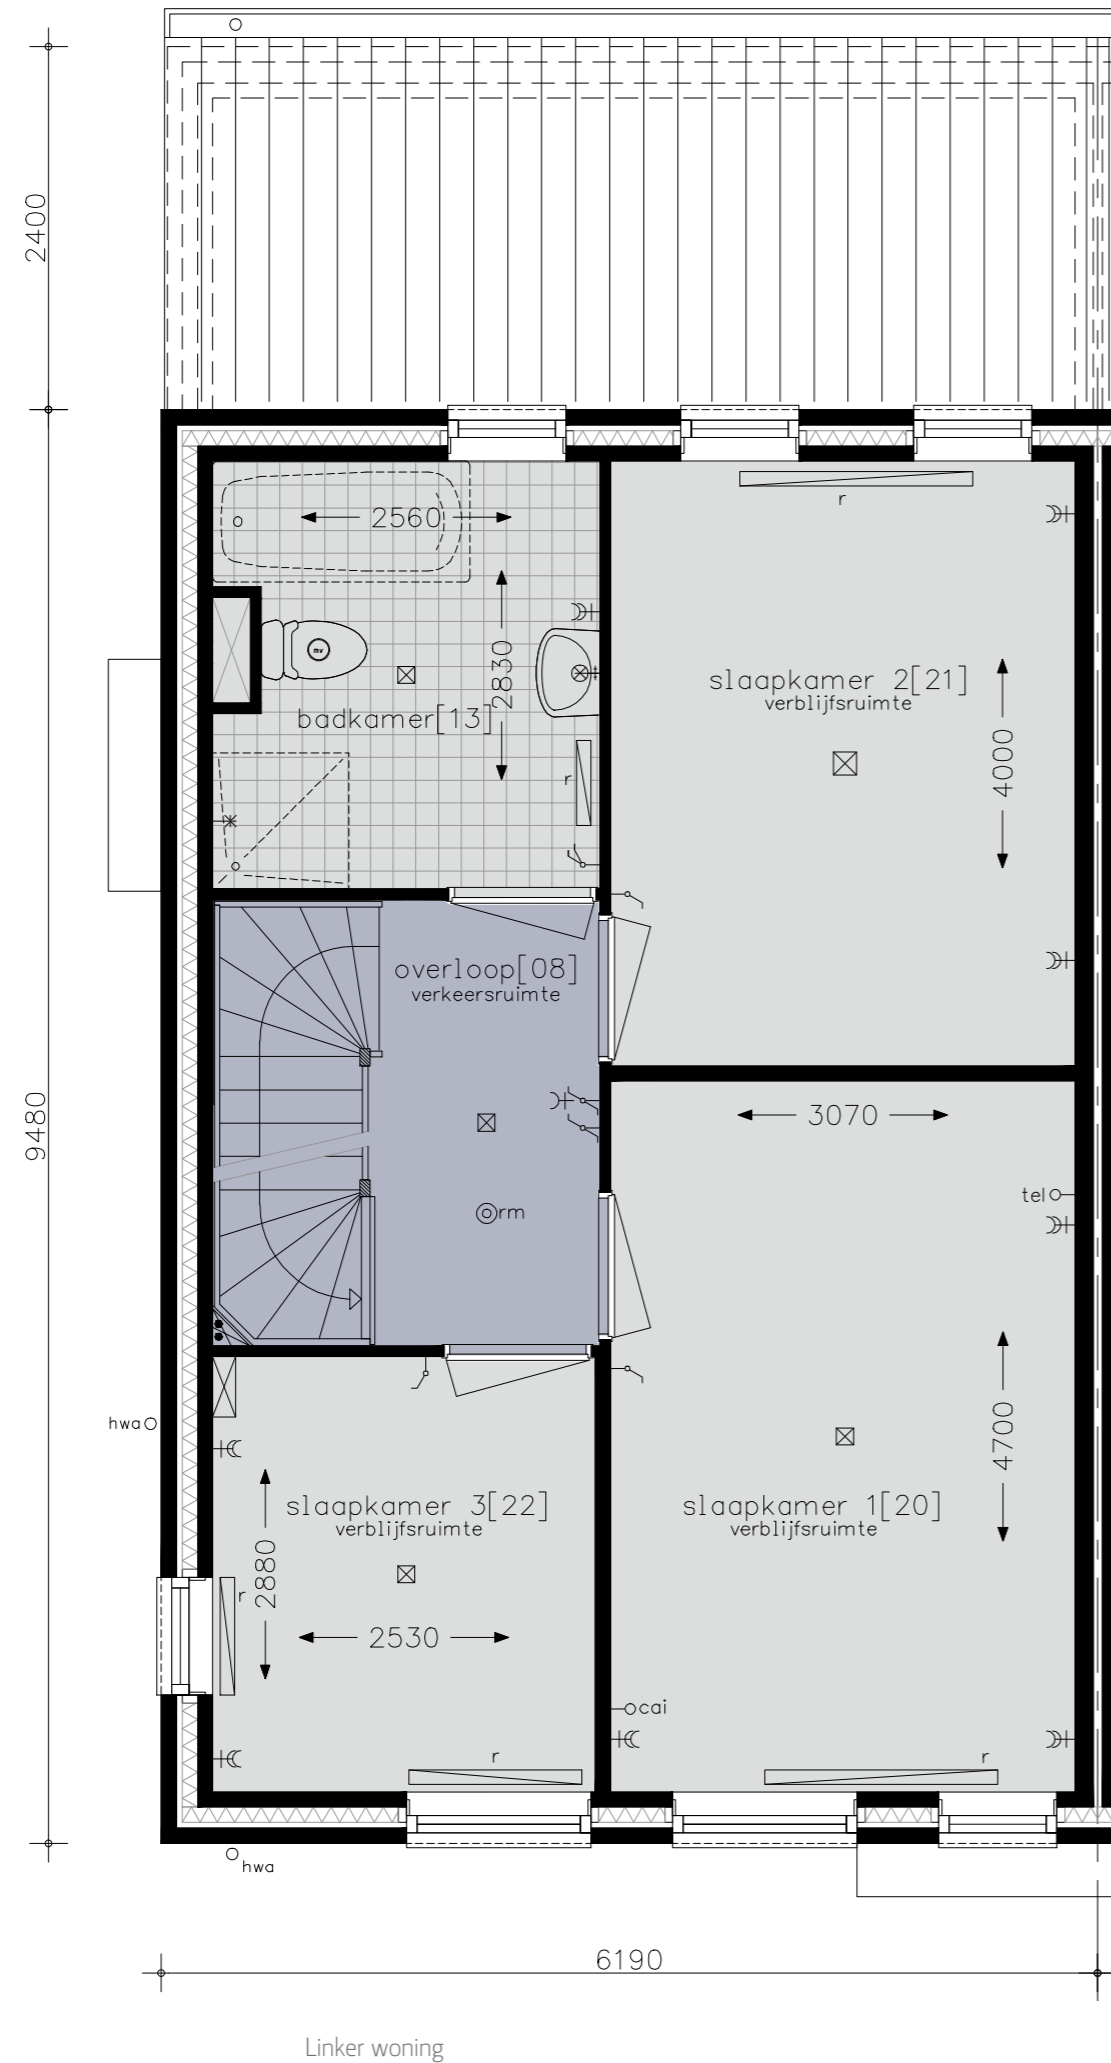 2400
2560
r
mv
2830
badkamer[13]
r
slaapkamer 2[21]
verblijfsruimte
4000
overloop[08]
verkeersruimte
9480
3070
tel
rm
hwa
4700
slaapkamer 3[22]
verblijfsruimte
slaapkamer 1[20]
verblijfsruimte
2880
r
2530
cai
r
r
hwa
6190
Linker woning